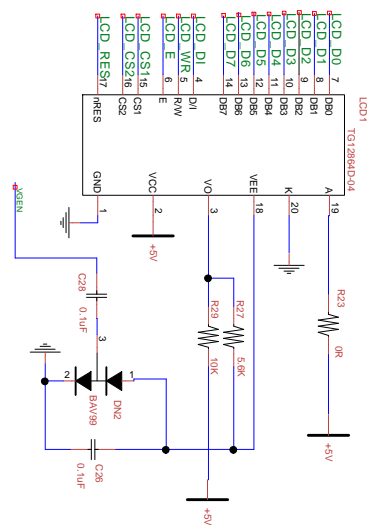 LCD1
TG12864D-04
LCD_D0 7 DB0
LCD_D1 8 DB1
LCD_D2 9 DB2
LCD_D3 10 DB3
LCD_D4 11 DB4
LCD_D5 12 DB5
LCD_D6 13 DB6
LCD_D7 14 DB7
LCD_DI 4 D/I
LCD_WR 5 R/W
LCD_E 6 E
LCD_CS1 15 CS1
LCD_CS2 16 CS2
LCD_RES 17 nRES
A 19
K 20
VEE 18
VO 3
VCC 2
GND 1
R23
0R
+5V
R27
5.6K
R29
10K
+5V
+5V
VGEN
C28
0.1uF
3
2
1
DN2
BAV99
C26
0.1uF